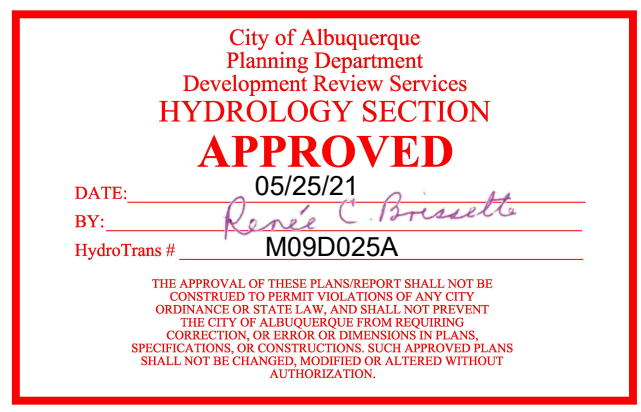 City of Albuquerque
Planning Department
Development Review Services
HYDROLOGY SECTION
APPROVED
DATE: 05/25/21
BY: Renée C. Brissette
HydroTrans # M09D025A
THE APPROVAL OF THESE PLANS/REPORT SHALL NOT BE
CONSTRUED TO PERMIT VIOLATIONS OF ANY CITY
ORDINANCE OR STATE LAW, AND SHALL NOT PREVENT
THE CITY OF ALBUQUERQUE FROM REQUIRING
CORRECTION, OR ERROR OR DIMENSIONS IN PLANS,
SPECIFICATIONS, OR CONSTRUCTIONS. SUCH APPROVED PLANS
SHALL NOT BE CHANGED, MODIFIED OR ALTERED WITHOUT
AUTHORIZATION.